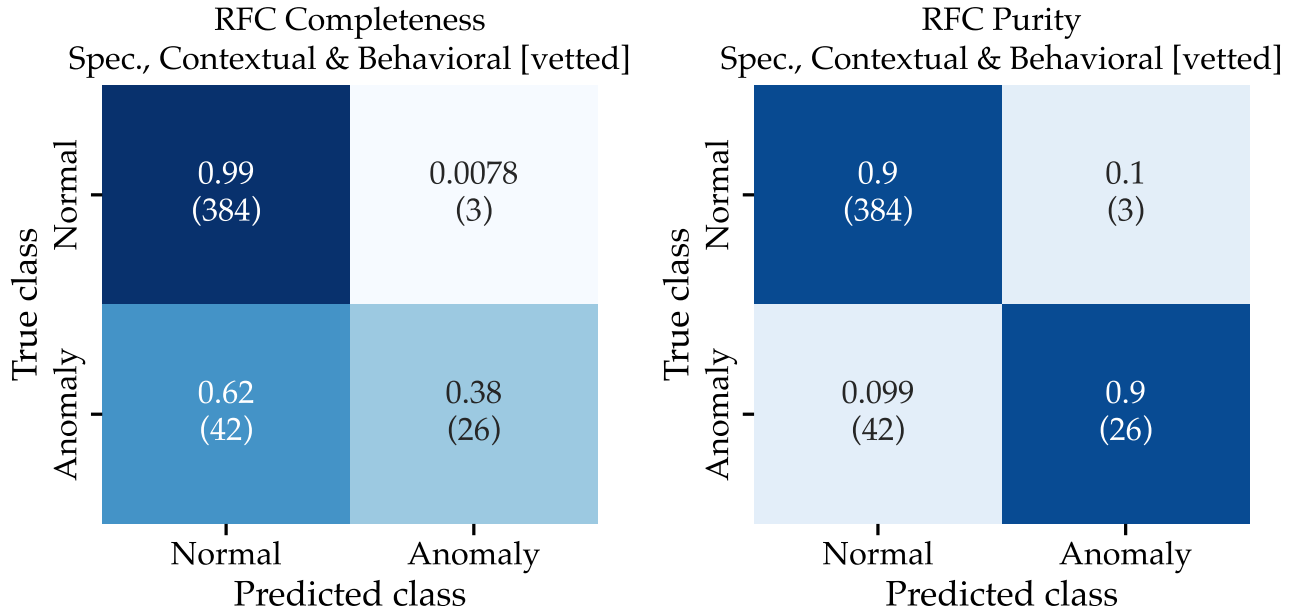 RFC Completeness
Spec., Contextual & Behavioral [vetted]
True class
Normal
Anomaly
0.99
(384)
0.0078
(3)
0.62
(42)
0.38
(26)
Normal
Anomaly
Predicted class
RFC Purity
Spec., Contextual & Behavioral [vetted]
True class
Normal
Anomaly
0.9
(384)
0.1
(3)
0.099
(42)
0.9
(26)
Normal
Anomaly
Predicted class